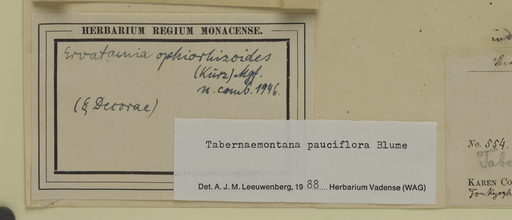 HERBARIUM REGIUM MONACENSE.
Ervatamia ophiorhizoides
(Kurz) Mgf.
n. comb. 1946.
(§ Decorae)
Tabernaemontana pauciflora Blume
Det. A. J. M. Leeuwenberg, 19 88 .... Herbarium Vadense (WAG)
No. 554.
KAREN CO